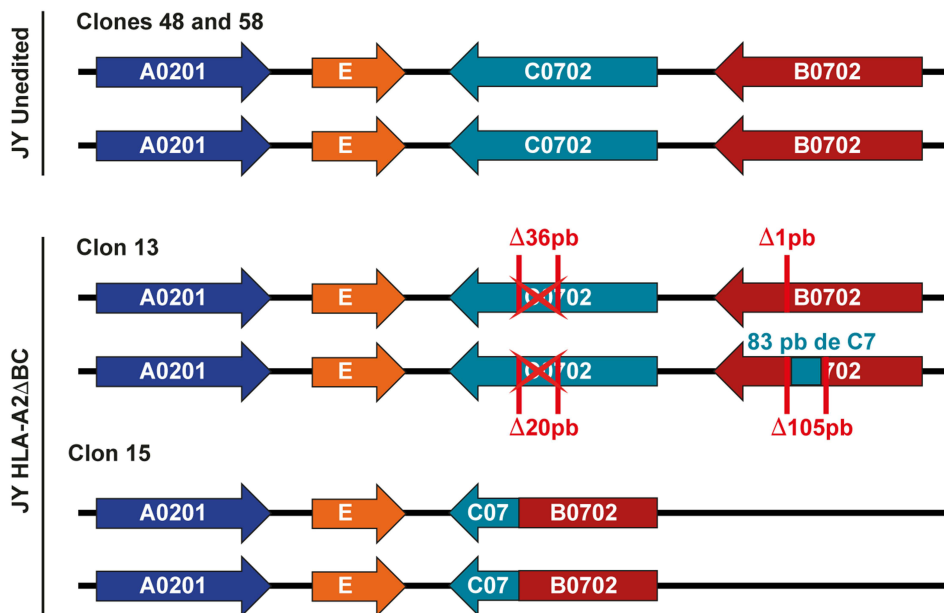 JY Unedited
Clones 48 and 58
A0201 E C0702 B0702
A0201 E C0702 B0702
JY HLA-A2ΔBC
Clon 13
Δ36pb Δ1pb
A0201 E C0702 B0702
83 pb de C7
A0201 E C0702 702
Δ20pb Δ105pb
Clon 15
A0201 E C07 B0702
A0201 E C07 B0702